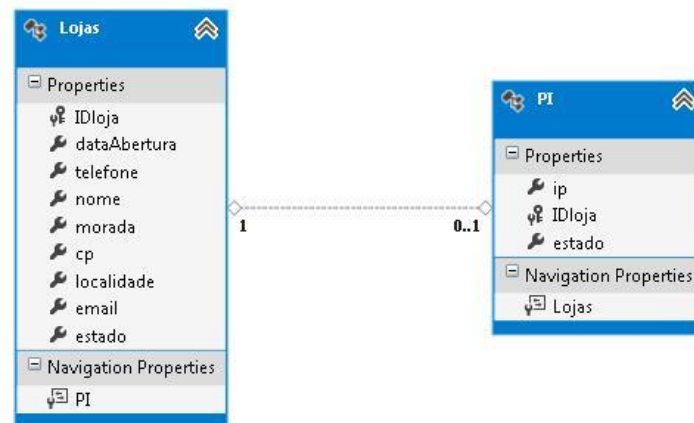 Lojas
Properties
IDloja
dataAbertura
telefone
nome
morada
cp
localidade
email
estado
Navigation Properties
PI
1
0..1
PI
Properties
ip
IDloja
estado
Navigation Properties
Lojas